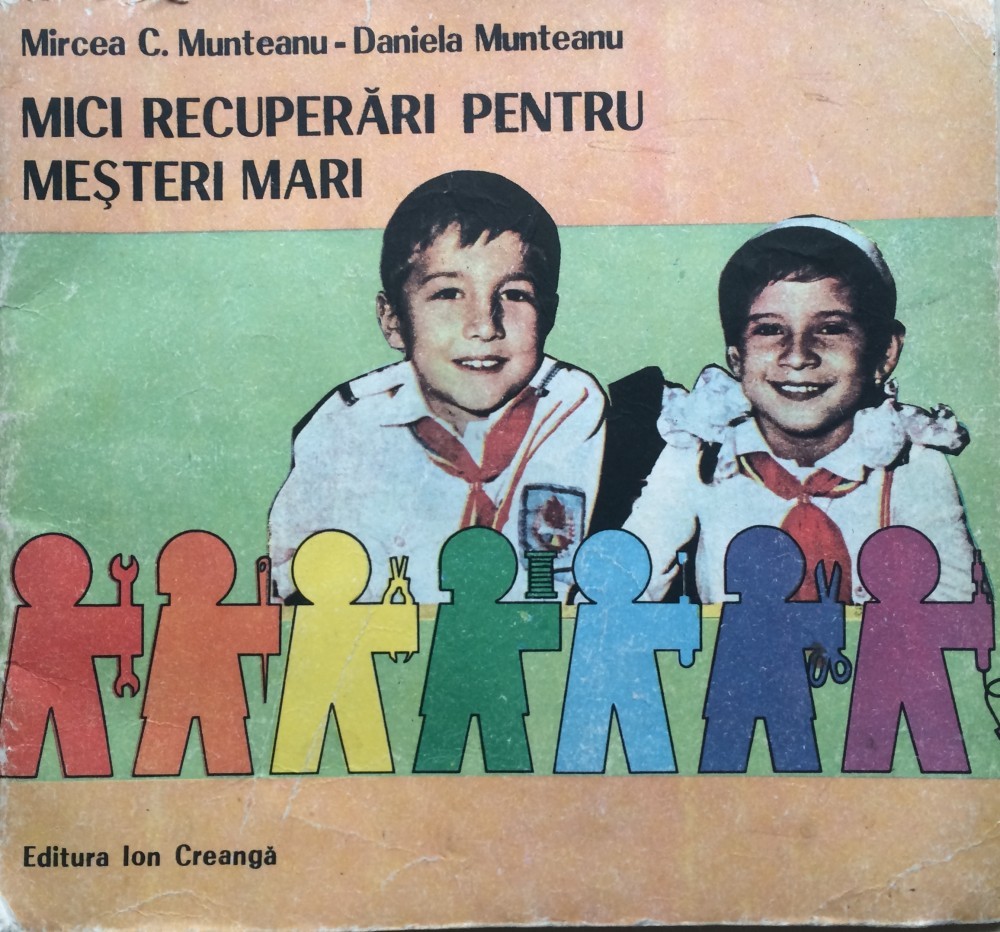 Mircea C. Munteanu - Daniela Munteanu
MICI RECUPERĂRI PENTRU
MEŞTERI MARI
Editura Ion Creangă